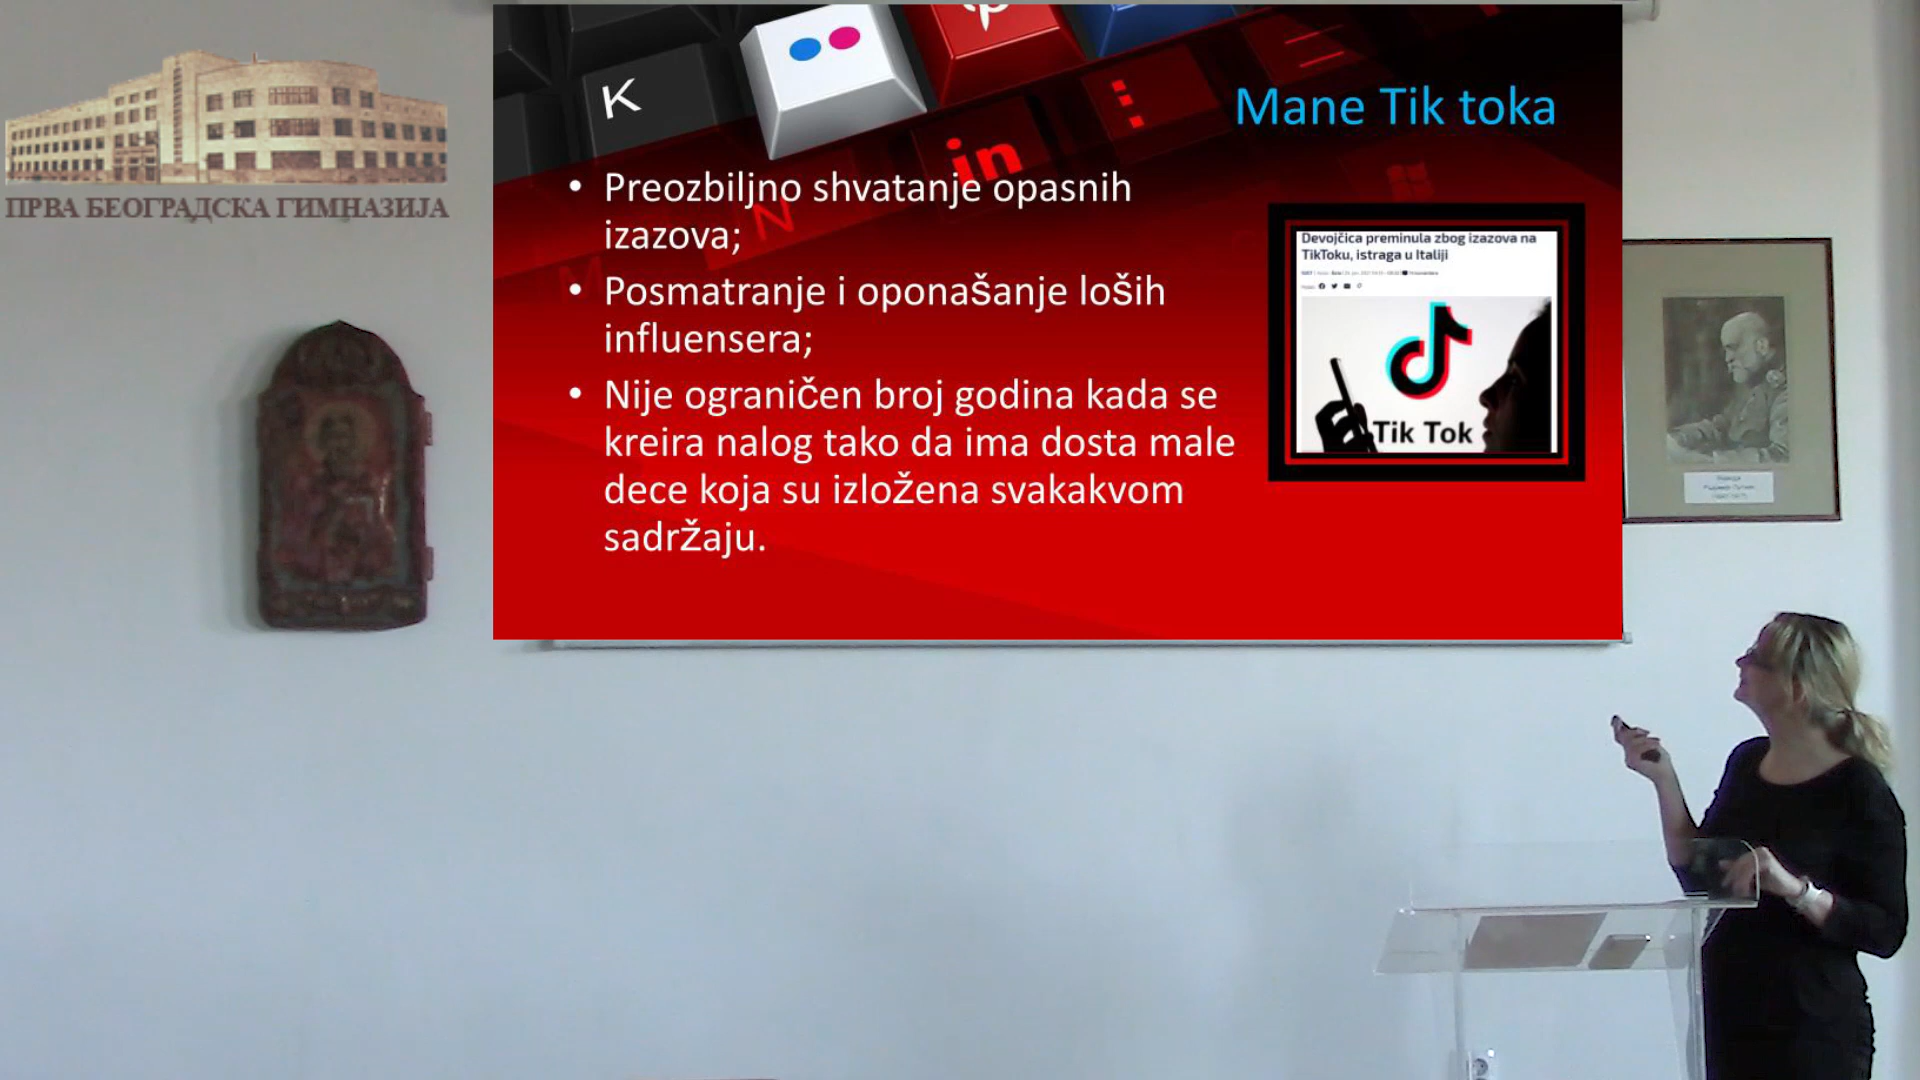 ПРВА БЕОГРАДСКА ГИМНАЗИЈА
K
in
N
M
Mane Tik toka
• Preozbiljno shvatanje opasnih
izazova;
• Posmatranje i oponašanje loših
influensera;
• Nije ograničen broj godina kada se
kreira nalog tako da ima dosta male
dece koja su izložena svakakvom
sadržaju.
Devojčica preminula zbog izazova na
TikToku, istraga u Italiji
Tik Tok